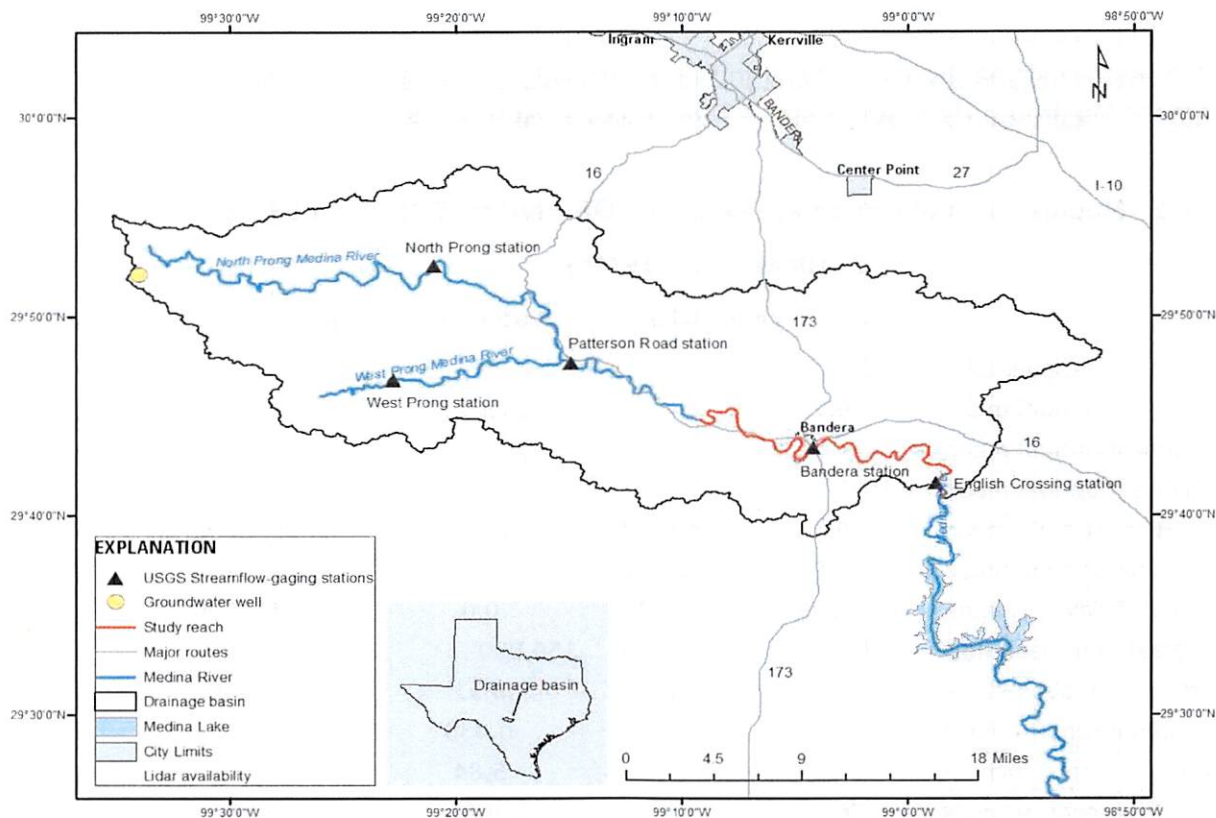 99°30'0"W 99°20'0"W 99°10'0"W 99°0'0"W 98°50'0"W
Ingram
Kerrville
N
BANDERA
30°0'0"N 30°0'0"N
Center Point
16
27
I-10
North Prong station
North Prong Medina River
29°50'0"N 29°50'0"N
173
Patterson Road station
West Prong Medina River
West Prong station
Bandera
16
Bandera station
English Crossing station
Medina River
29°40'0"N 29°40'0"N
EXPLANATION
USGS Streamflow-gaging stations
Groundwater well
Study reach
Major routes
Medina River
Drainage basin
Medina Lake
City Limits
Lidar availability
Drainage basin
173
29°30'0"N 29°30'0"N
0 4.5 9 18 Miles
99°30'0"W 99°20'0"W 99°10'0"W 99°0'0"W 98°50'0"W